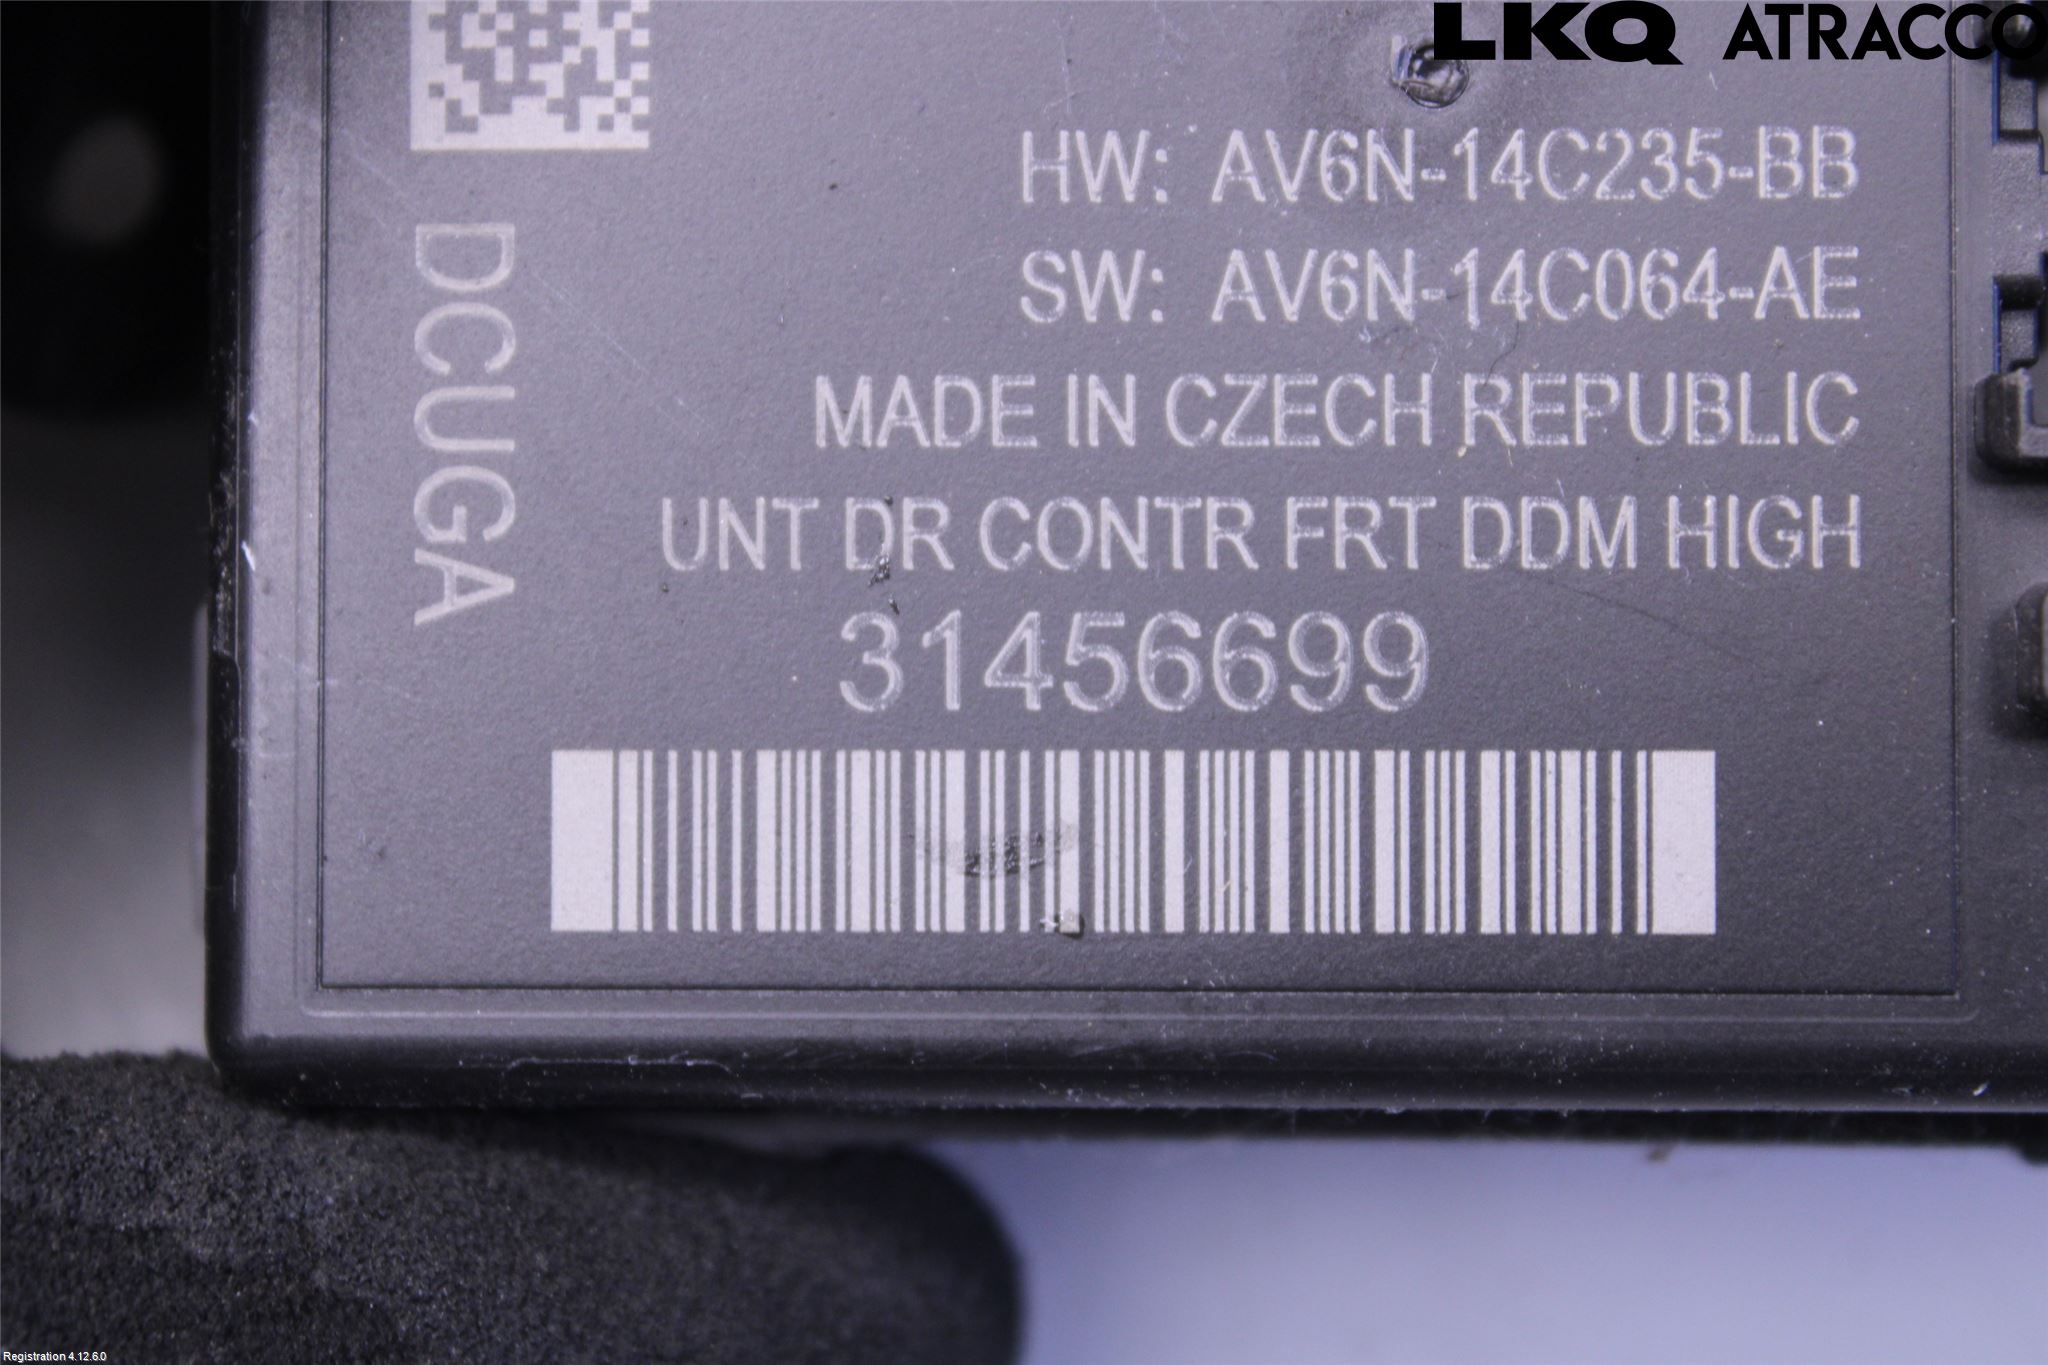 LKQ ATRACCO
HW: AV6N-14C235-BB
SW: AV6N-14C064-AE
MADE IN CZECH REPUBLIC
UNT DR CONTR FRT DDM HIGH
31456699
DCUGA
Registration 4.12.6.0